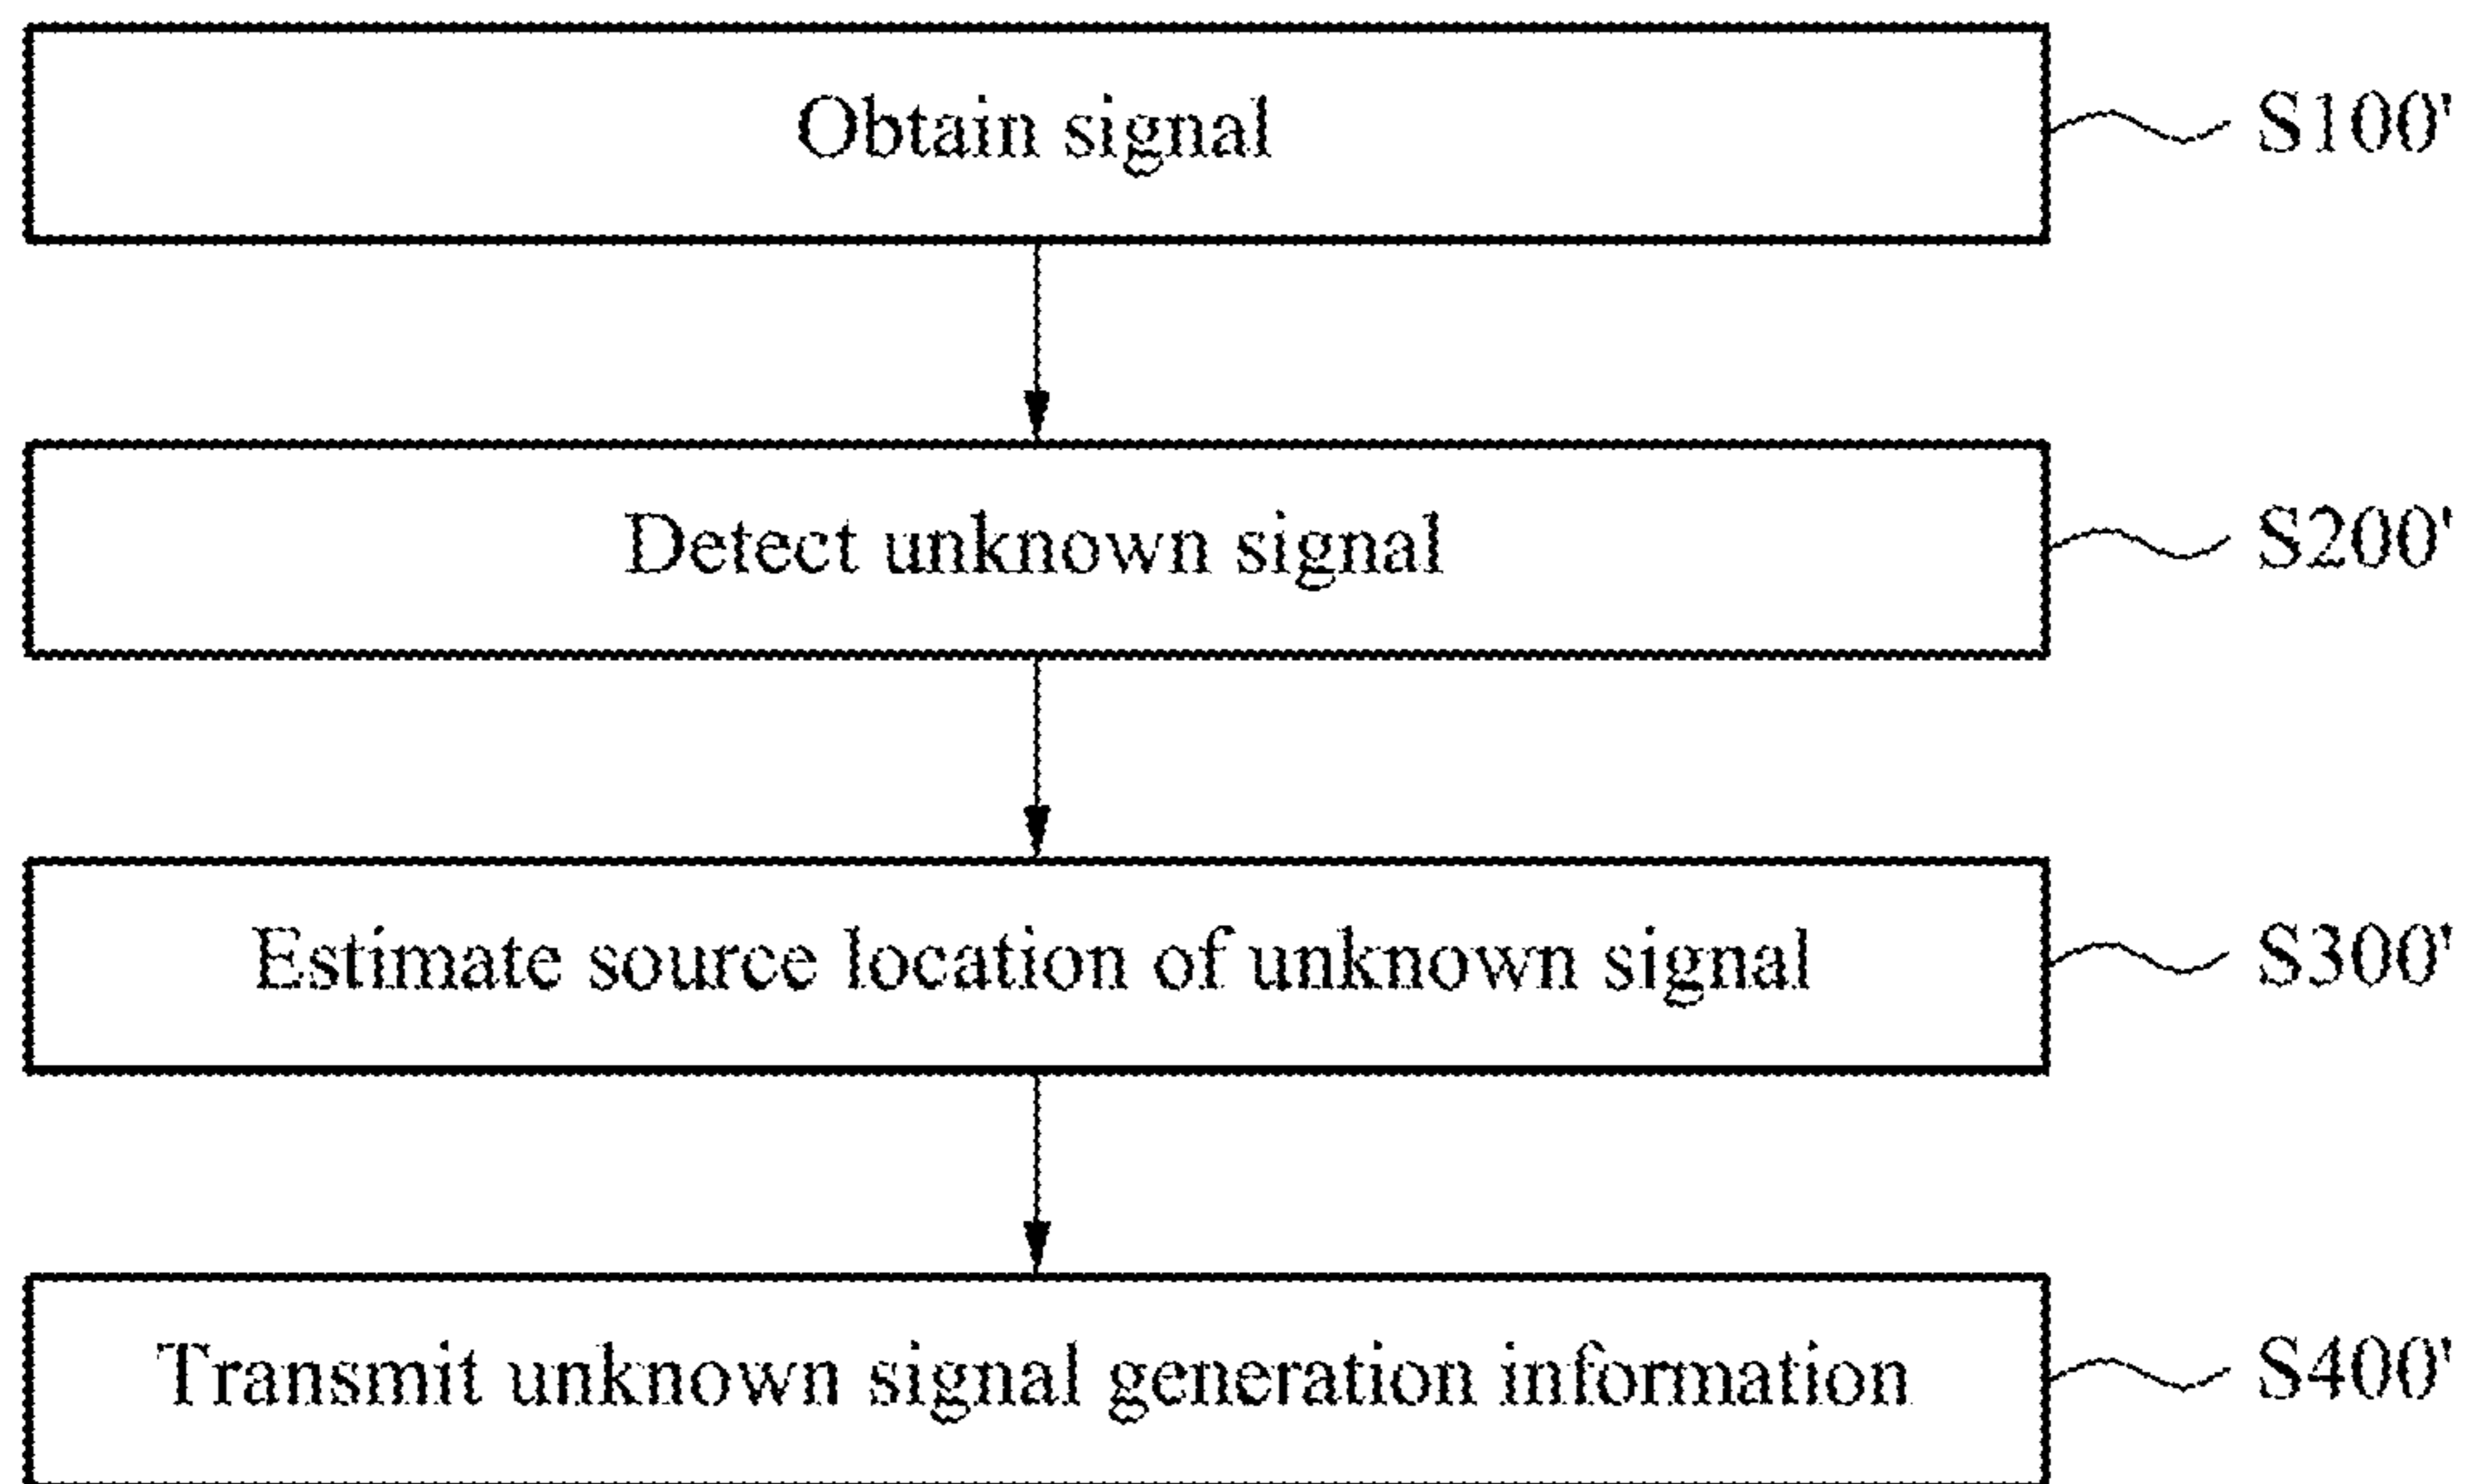 Obtain signal
S100'
Detect unknown signal
S200'
Estimate source location of unknown signal
S300'
Transmit unknown signal generation information
S400'